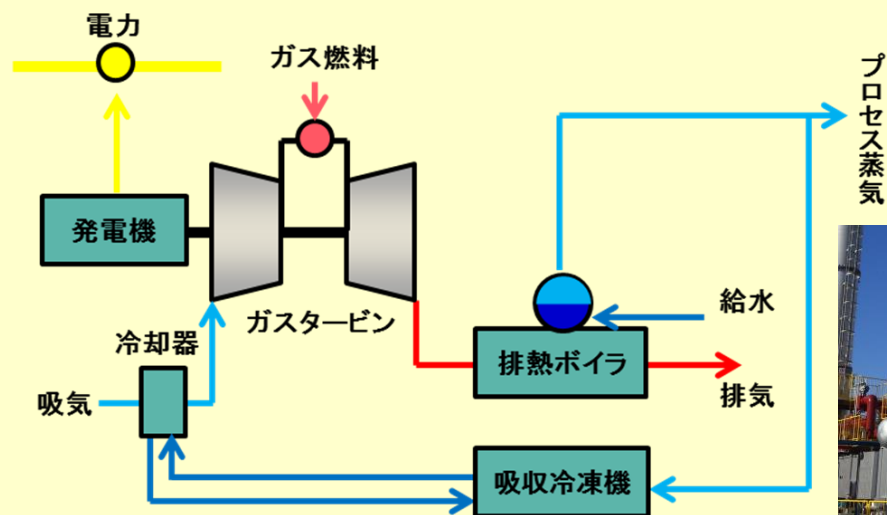 電力
ガス燃料
プロセス蒸気
発電機
ガスタービン
冷却器
吸気
給水
排熱ボイラ
排気
吸収冷凍機